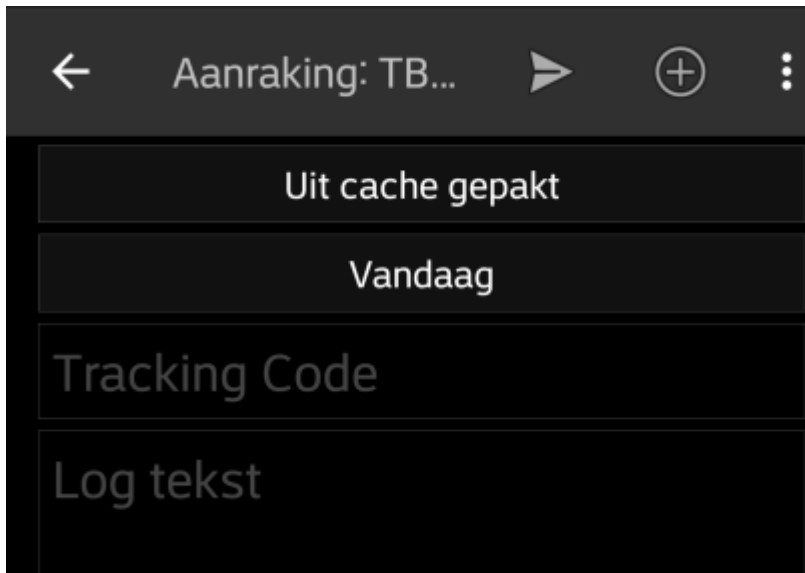 Aanraking: TB...
Uit cache gepakt
Vandaag
Tracking Code
Log tekst